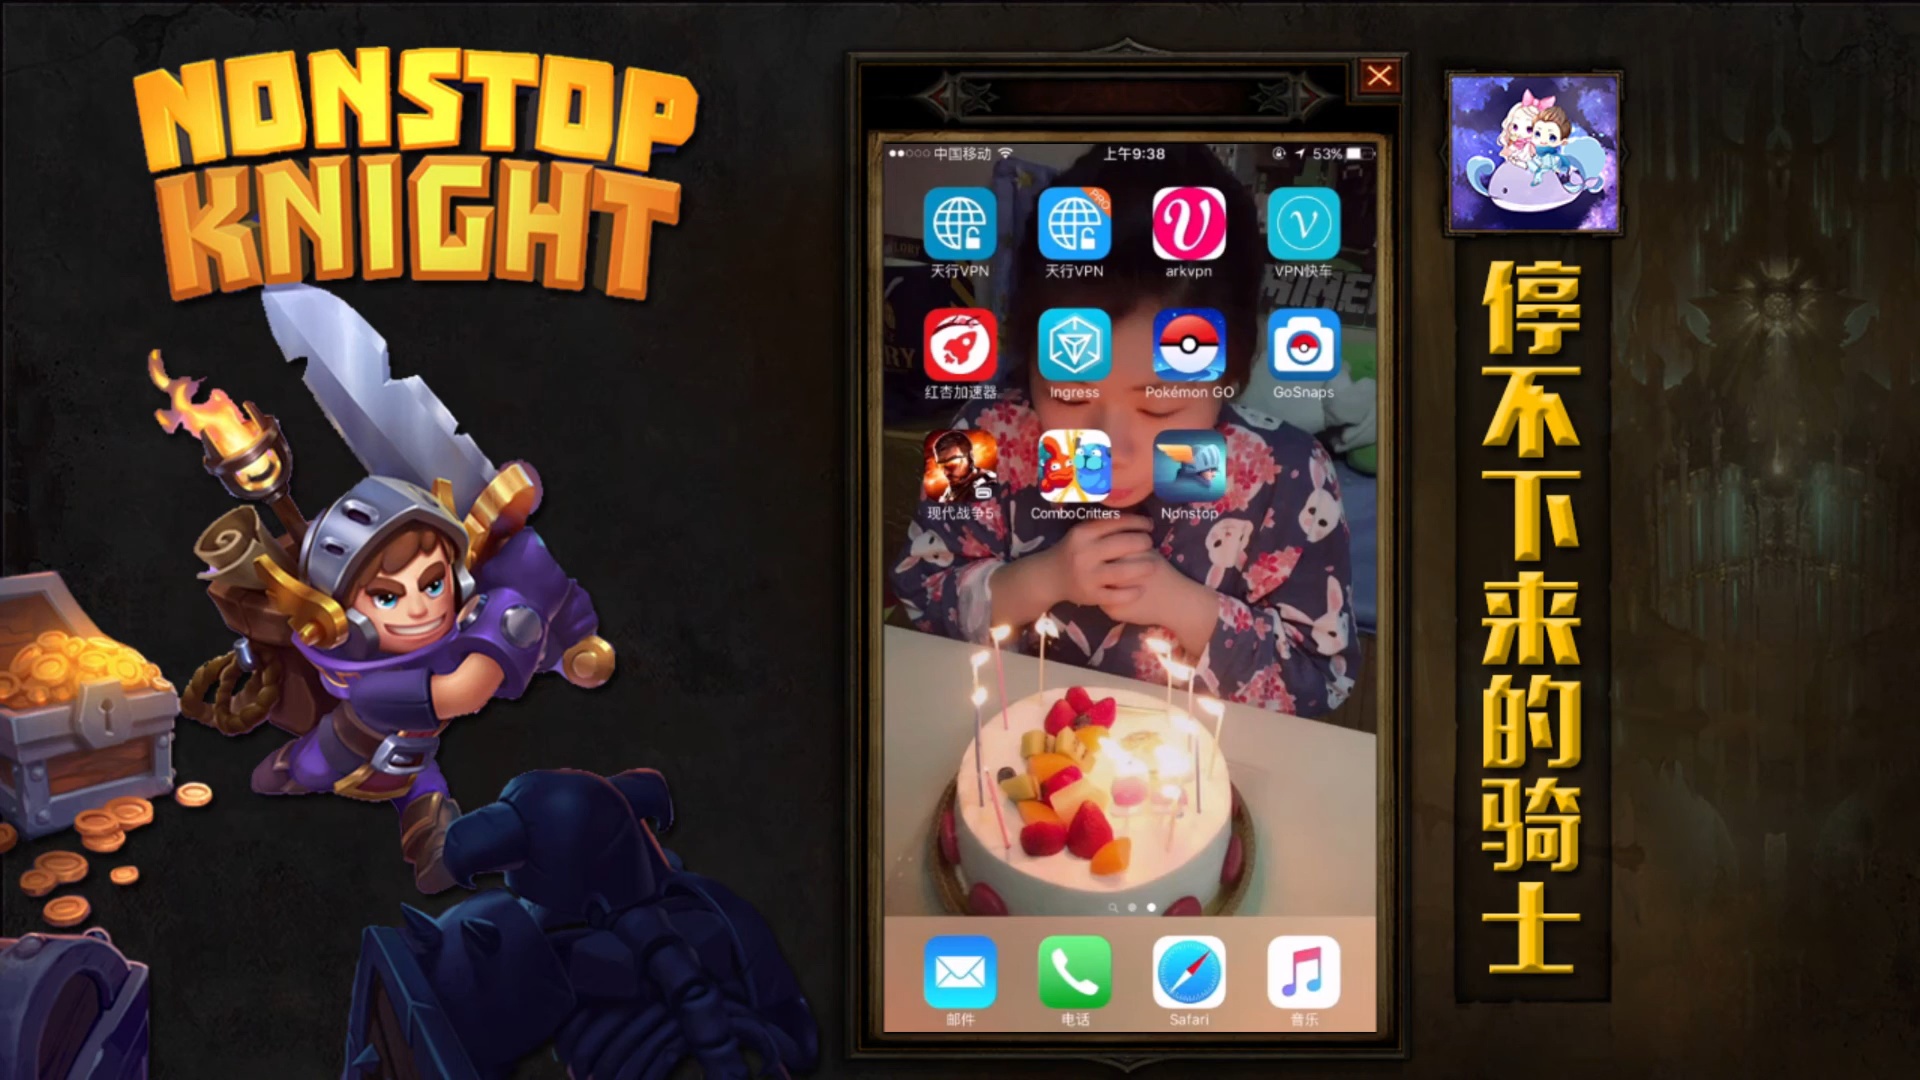 NONSTOP
KNIGHT
中国移动
上午9:38
53%
PRO
天行VPN
天行VPN
arkvpn
VPN快车
红杏加速器
Ingress
Pokémon GO
GoSnaps
现代战争5
ComboCritters
Nonstop
邮件
电话
Safari
音乐
停不下来的骑士